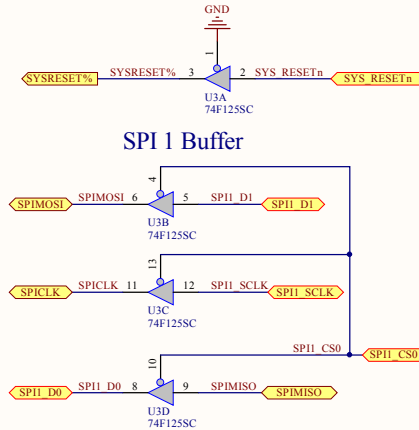 GND
1
SYSRESET% SYSRESET% 3 2 SYS_RESETn SYS_RESETn
U3A
74F125SC
SPI 1 Buffer
4
SPIMOSI SPIMOSI 6 5 SPI1_D1 SPI1_D1
U3B
74F125SC
13
SPICLK SPICLK 11 12 SPI1_SCLK SPI1_SCLK
U3C
74F125SC
SPI1_CS0 SPI1_CS0
10
SPI1_D0 SPI1_D0 8 9 SPIMISO SPIMISO
U3D
74F125SC